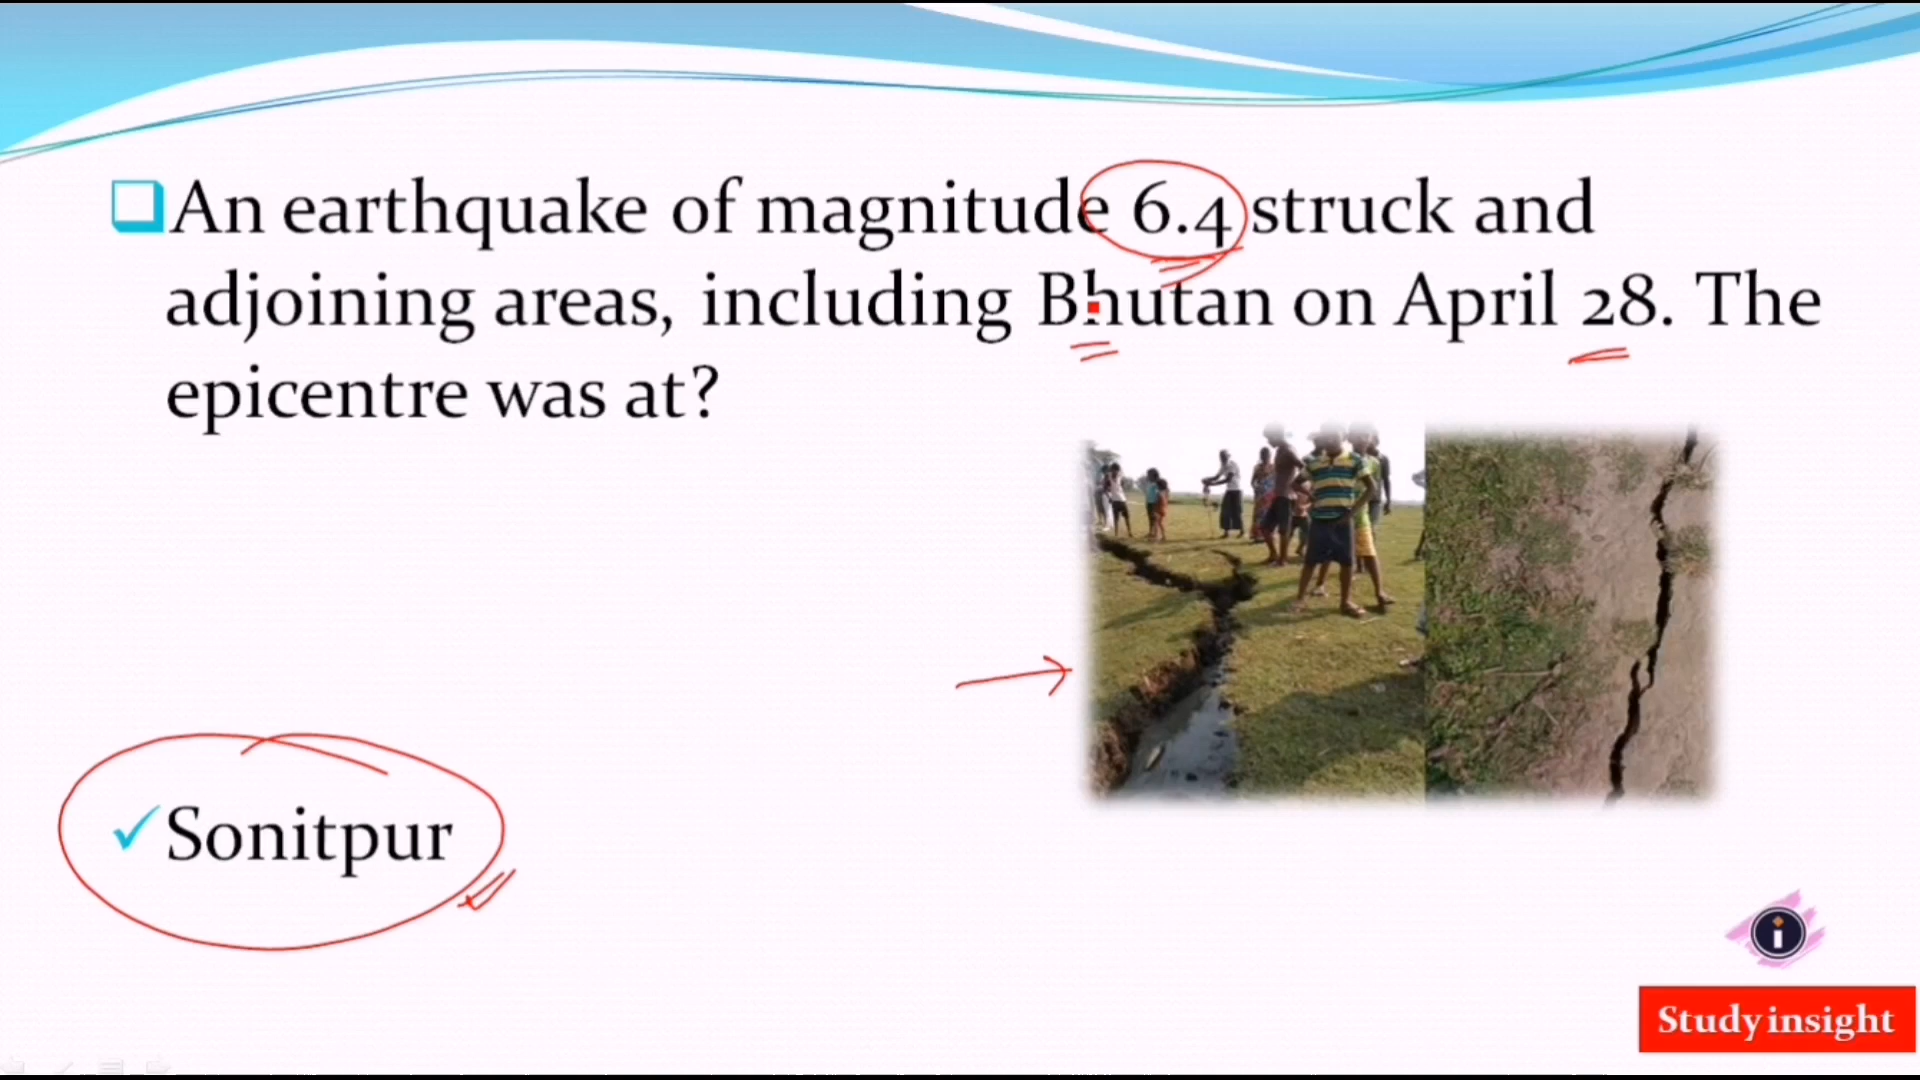 An earthquake of magnitude 6.4 struck and
adjoining areas, including Bhutan on April 28. The
epicentre was at?
Sonitpur
i
Study insight